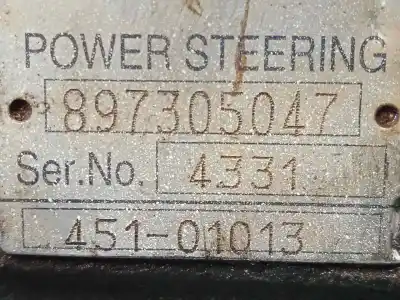 POWER STEERING
897305047
Ser.No. 4331
451-01013